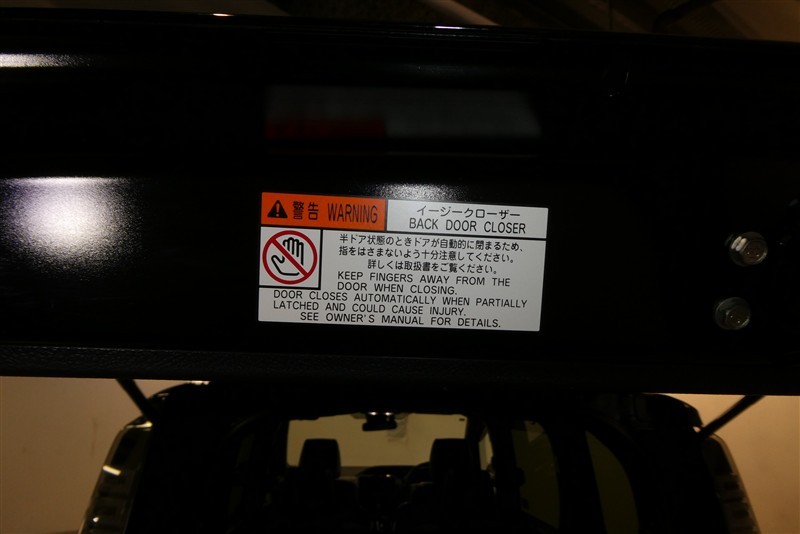 警告 WARNING
イージークローザー
BACK DOOR CLOSER
半ドア状態のときドアが自動的に閉まるため、
指をはさまないよう十分注意してください。
詳しくは取扱書をご覧ください。
KEEP FINGERS AWAY FROM THE
DOOR WHEN CLOSING.
DOOR CLOSES AUTOMATICALLY WHEN PARTIALLY
LATCHED AND COULD CAUSE INJURY.
SEE OWNER'S MANUAL FOR DETAILS.